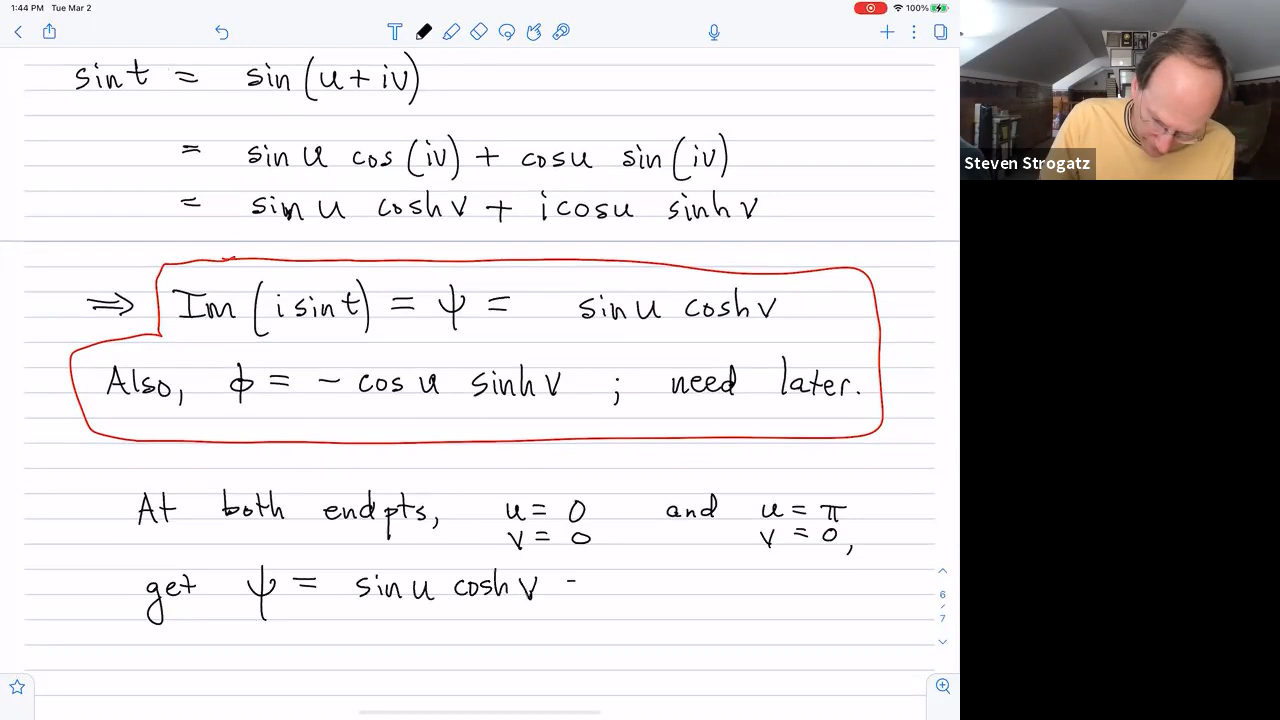 1:44 PM Tue Mar 2
100%
sin t = sin (u + iv)
= sin u cos (iv) + cos u sin (iv)
= sin u cosh v + i cos u sinh v
⇒ Im (i sin t) = ψ = sin u cosh v
Also, ϕ = - cos u sinh v ; need later.
At both endpts, u = 0 and u = π
v = 0 v = 0,
get ψ = sin u cosh v -
6
/
7
Steven Strogatz